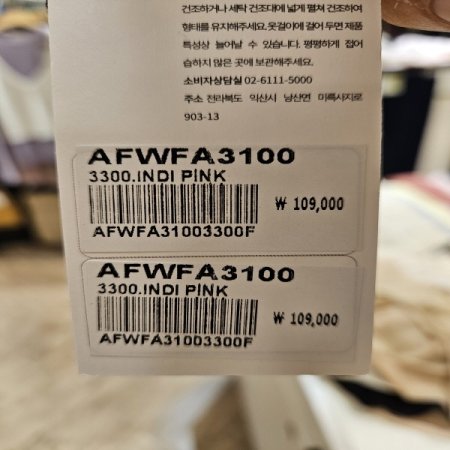 건조하거나 세탁 건조대에 넓게 펼쳐 건조하여
형태를 유지해주세요. 옷걸이에 걸어 두면 제품
특성상 늘어날 수 있습니다. 평평하게 접어
습하지 않은 곳에 보관해주세요.
소비자상담실 02-6111-5000
주소 전라북도 익산시 낭산면 미륵사지로
903-13
AFWFA3100
3300.INDI PINK
₩ 109,000
AFWFA31003300F
AFWFA3100
3300.INDI PINK
₩ 109,000
AFWFA31003300F